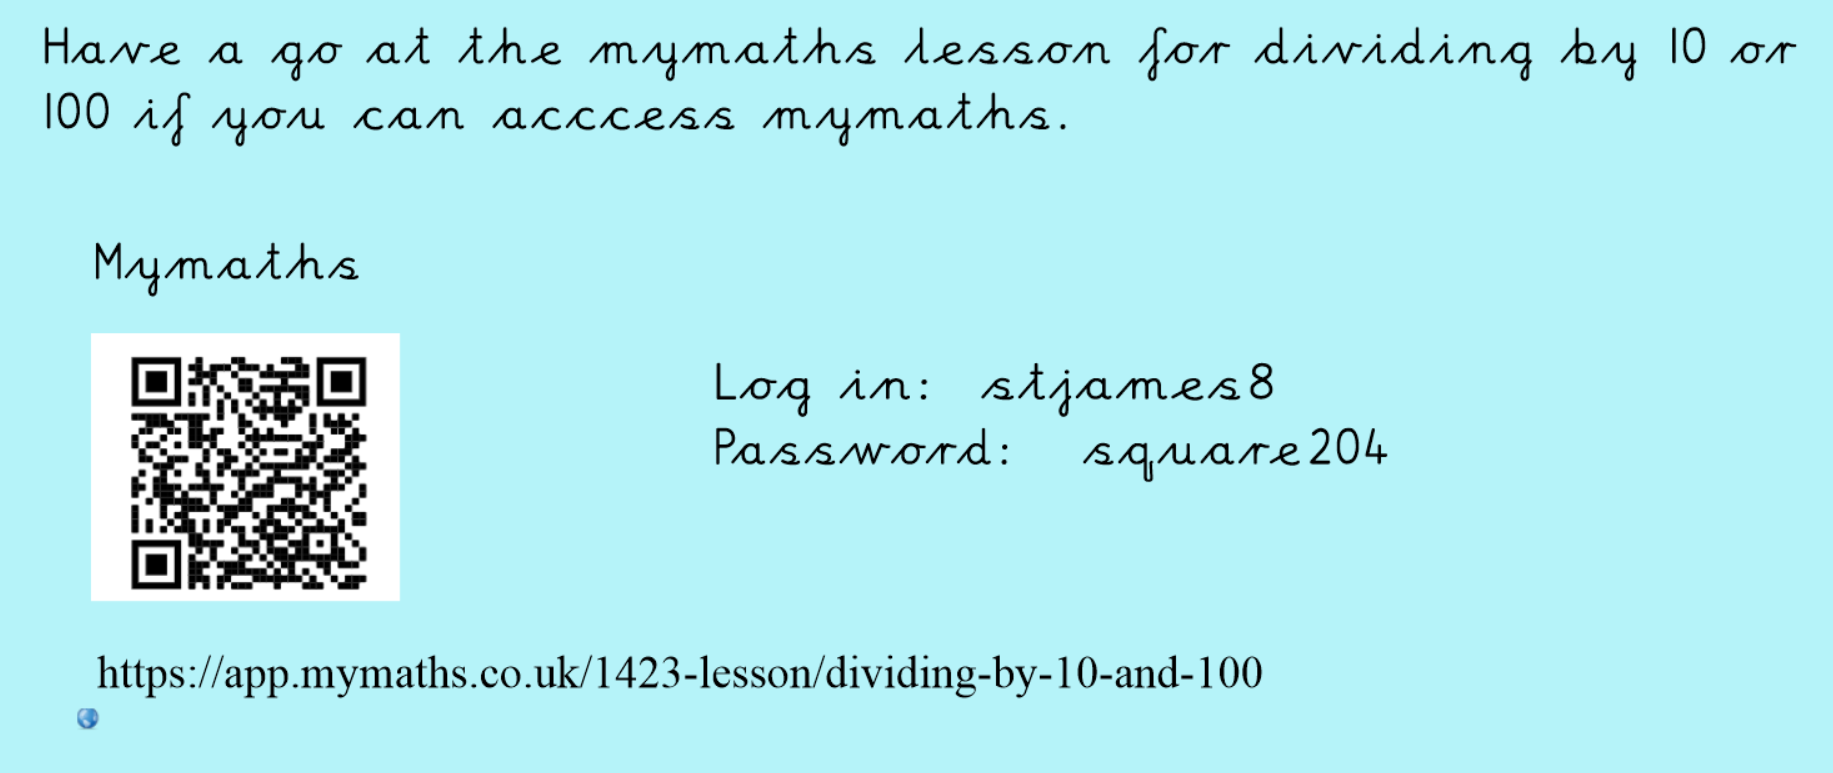 Have a go at the mymaths lesson for dividing by 10 or
100 if you can acccess mymaths.
Mymaths
Log in: stjames8
Password: square204
https://app.mymaths.co.uk/1423-lesson/dividing-by-10-and-100